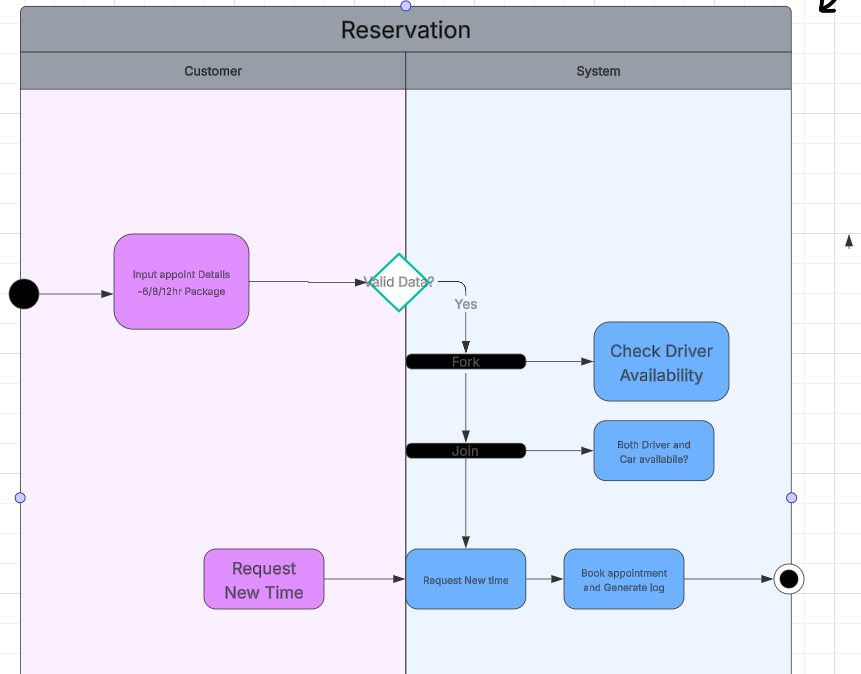 Reservation
Customer
System
Input appoint Details
-6/8/12hr Package
Valid Data?
Yes
Fork
Check Driver
Availability
Join
Both Driver and
Car availabile?
Request
New Time
Request New time
Book appointment
and Generate log